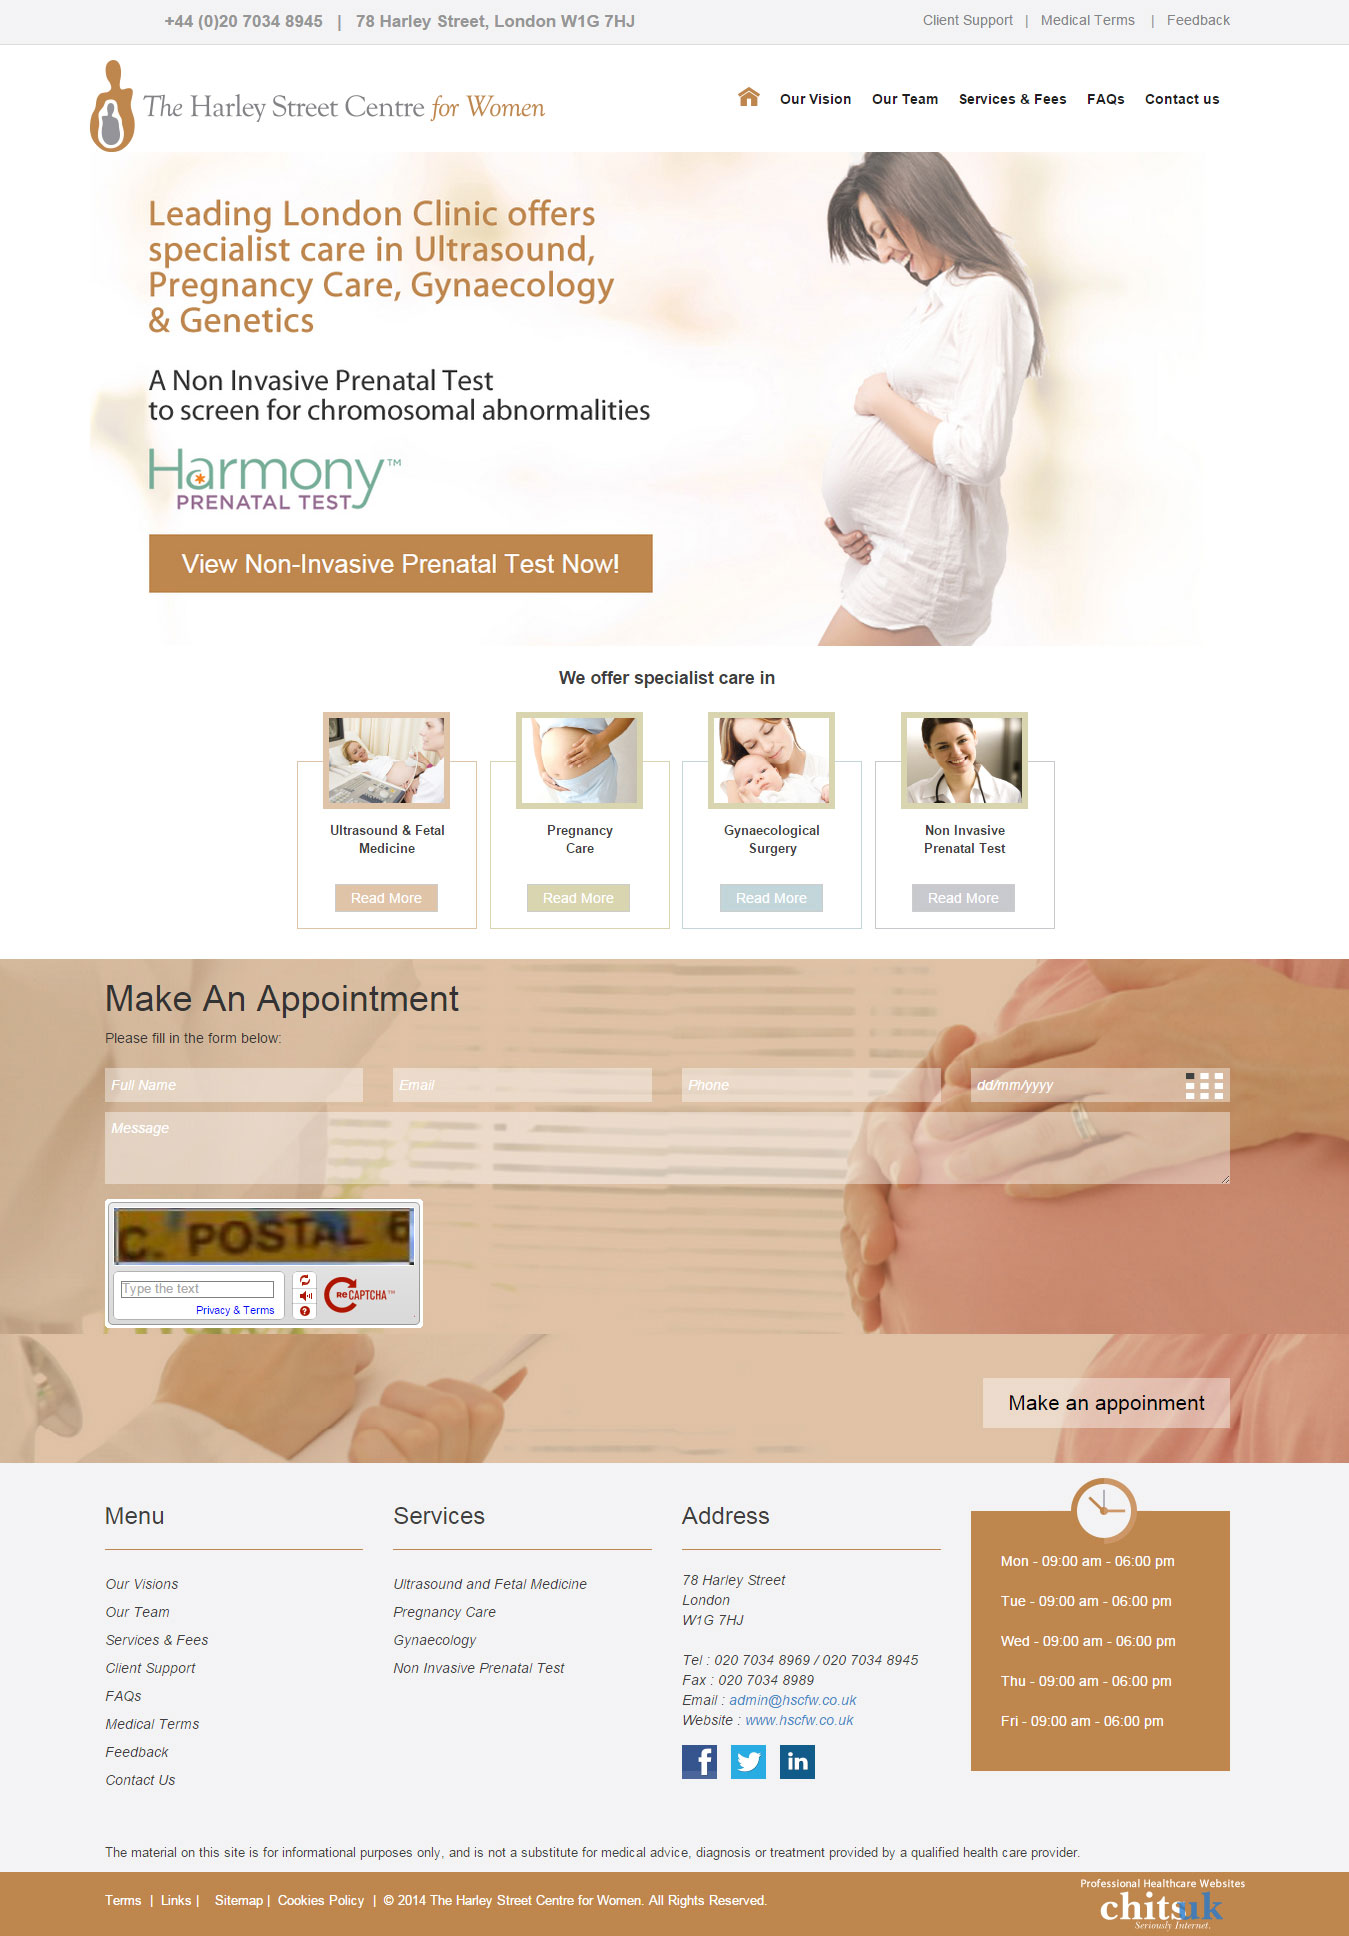 +44 (0)20 7034 8945 | 78 Harley Street, London W1G 7HJ
Client Support | Medical Terms | Feedback
The Harley Street Centre for Women
Our Vision Our Team Services & Fees FAQs Contact us
Leading London Clinic offers
specialist care in Ultrasound,
Pregnancy Care, Gynaecology
& Genetics
A Non Invasive Prenatal Test
to screen for chromosomal abnormalities
Harmony™
PRENATAL TEST
View Non-Invasive Prenatal Test Now!
We offer specialist care in
Ultrasound & Fetal
Medicine
Read More
Pregnancy
Care
Read More
Gynaecological
Surgery
Read More
Non Invasive
Prenatal Test
Read More
Make An Appointment
Please fill in the form below:
Full Name
Email
Phone
dd/mm/yyyy
Message
C. POSTAL 6
Type the text
Privacy & Terms
reCAPTCHA™
Make an appoinment
Menu
Our Visions
Our Team
Services & Fees
Client Support
FAQs
Medical Terms
Feedback
Contact Us
Services
Ultrasound and Fetal Medicine
Pregnancy Care
Gynaecology
Non Invasive Prenatal Test
Address
78 Harley Street
London
W1G 7HJ
Tel : 020 7034 8969 / 020 7034 8945
Fax : 020 7034 8989
Email : admin@hscfw.co.uk
Website : www.hscfw.co.uk
f
in
Mon - 09:00 am - 06:00 pm
Tue - 09:00 am - 06:00 pm
Wed - 09:00 am - 06:00 pm
Thu - 09:00 am - 06:00 pm
Fri - 09:00 am - 06:00 pm
The material on this site is for informational purposes only, and is not a substitute for medical advice, diagnosis or treatment provided by a qualified health care provider.
Terms | Links | Sitemap | Cookies Policy | © 2014 The Harley Street Centre for Women. All Rights Reserved.
Professional Healthcare Websites
chitsuk
Seriously Internet.